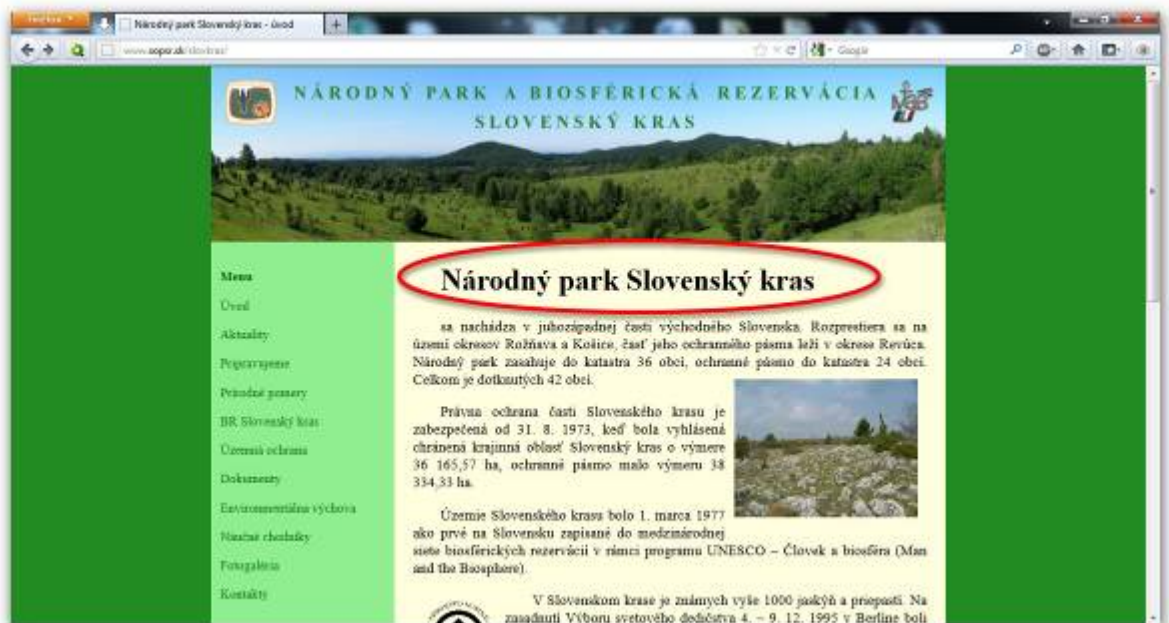 Národný park Slovenský kras - úvod
www.sopsr.sk/slovkras/
Google
NÁRODNÝ PARK A BIOSFÉRICKÁ REZERVÁCIA
SLOVENSKÝ KRAS
Menu
Úvod
Aktuality
Pripravujeme
Prírodné pomery
BR Slovenský kras
Územná ochrana
Dokumenty
Environmentálna výchova
Náučné chodníky
Fotogaléria
Kontakty
Národný park Slovenský kras
sa nachádza v juhozápadnej časti východného Slovenska. Rozprestiera sa na
území okresov Rožňava a Košice, časť jeho ochranného pásma leží v okrese Revúca.
Národný park zasahuje do katastra 36 obcí, ochranné pásmo do katastra 24 obcí.
Celkom je dotknutých 42 obcí.
Právna ochrana časti Slovenského krasu je
zabezpečená od 31. 8. 1973, keď bola vyhlásená
chránená krajinná oblasť Slovenský kras o výmere
36 165,57 ha, ochranné pásmo malo výmeru 38
334,33 ha.
Územie Slovenského krasu bolo 1. marca 1977
ako prvé na Slovensku zapísané do medzinárodnej
siete biosférických rezervácií v rámci programu UNESCO – Človek a biosféra (Man
and the Biosphere).
V Slovenskom krase je známych vyše 1000 jaskýň a priepastí. Na
zasadnutí Výboru svetového dedičstva 4. – 9. 12. 1995 v Berlíne boli